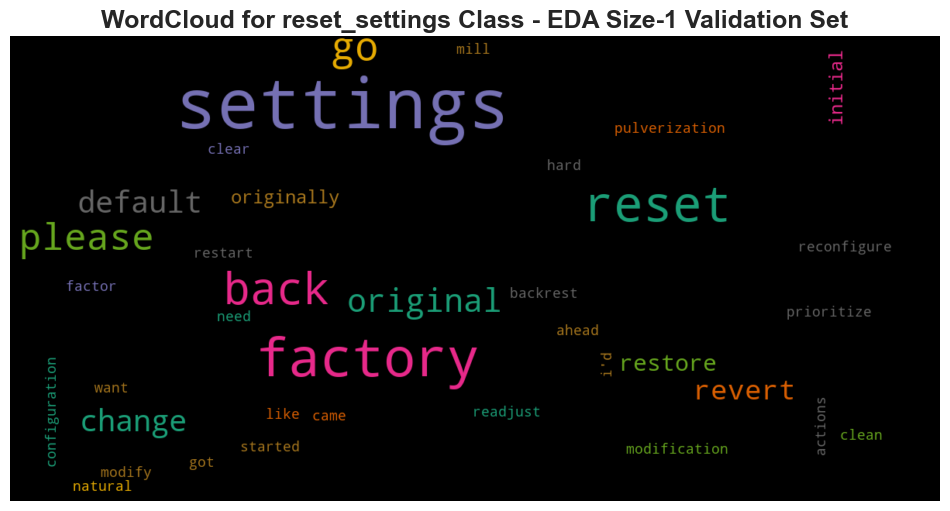 WordCloud for reset_settings Class - EDA Size-1 Validation Set
go
mill
initial
settings
pulverization
clear
hard
default
originally
reset
please
restart
reconfigure
factor
back
original
backrest
need
prioritize
ahead
factory
i'd
restore
revert
configuration
want
change
like
came
readjust
actions
clean
started
modification
modify
got
natural